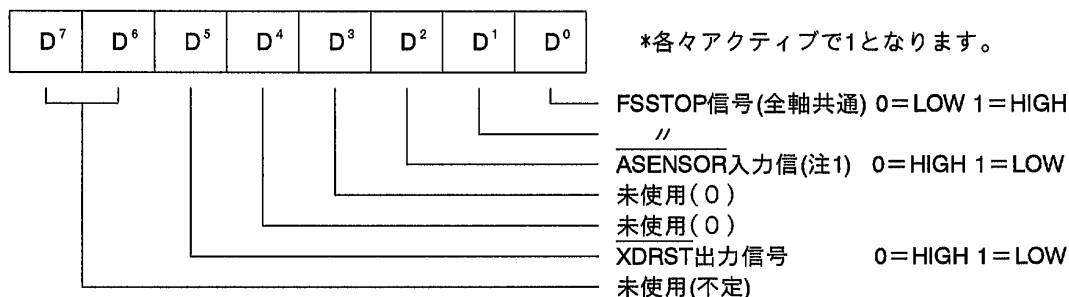 D7 D6 D5 D4 D3 D2 D1 D0 *各々アクティブで1となります。
FSSTOP信号(全軸共通) 0=LOW 1=HIGH
〃
ASENSOR入力信(注1) 0=HIGH 1=LOW
未使用(0)
未使用(0)
XDRST出力信号 0=HIGH 1=LOW
未使用(不定)